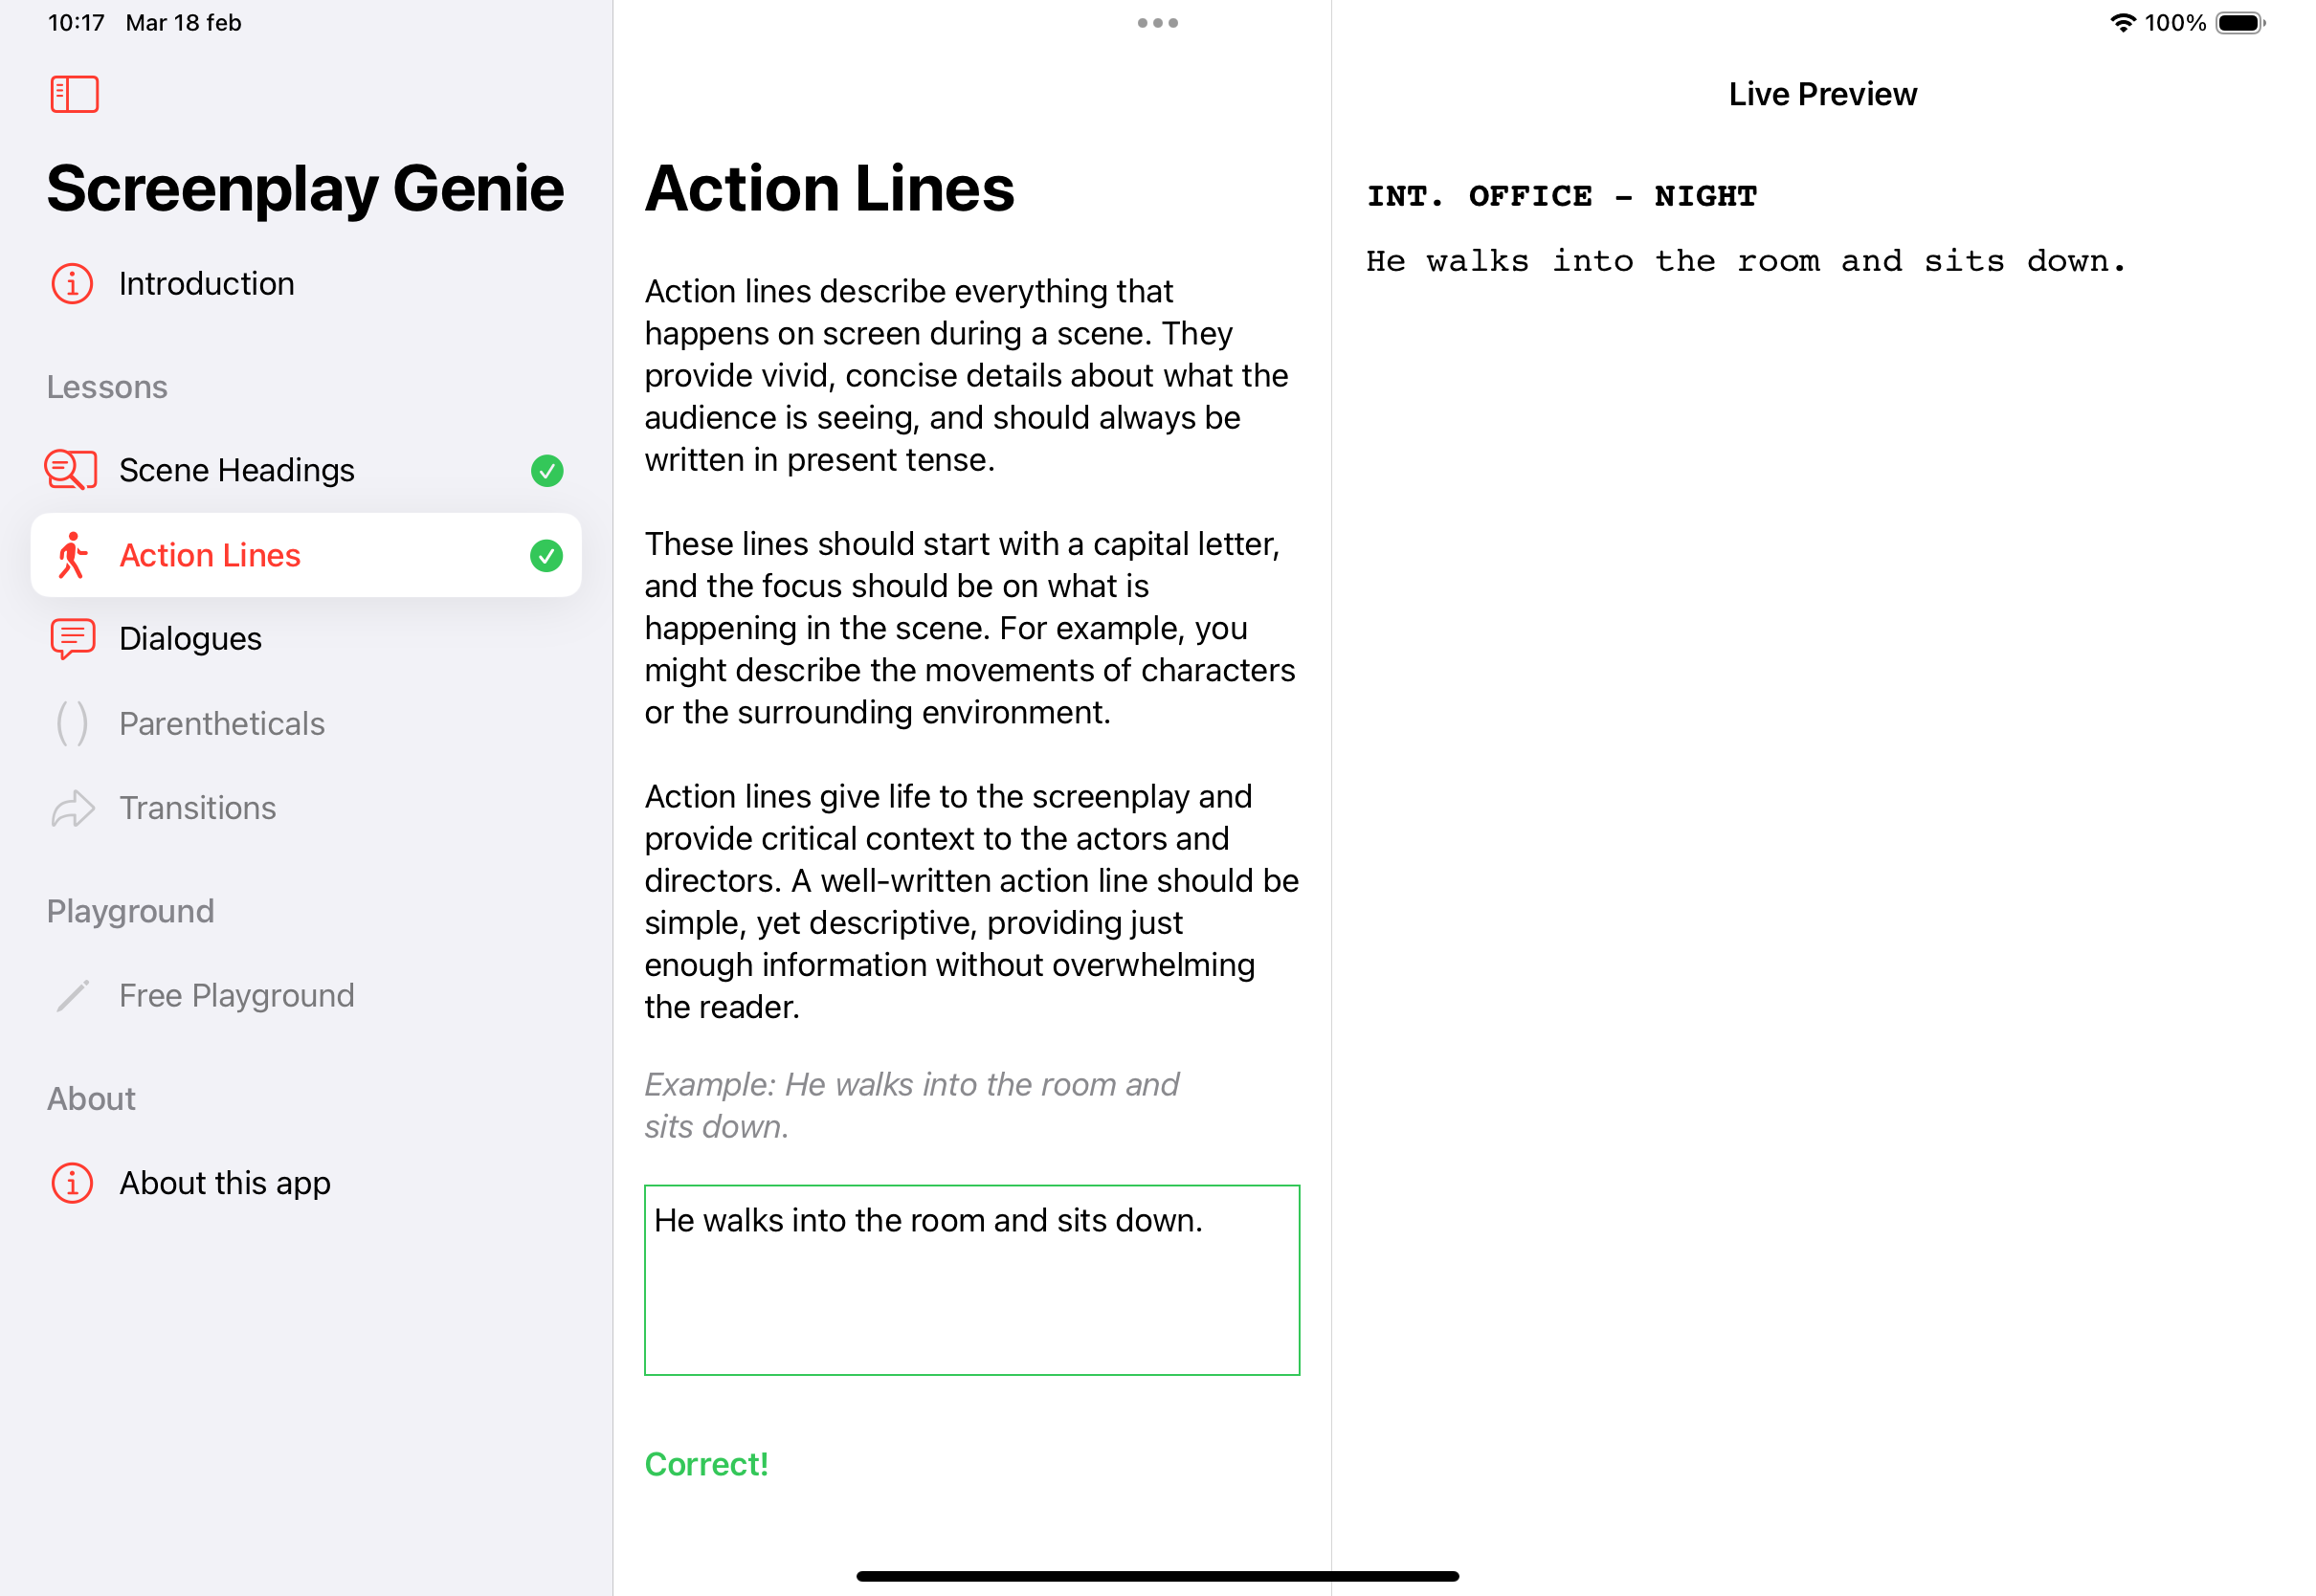 10:17 Mar 18 feb
100%
Screenplay Genie
Introduction
Lessons
Scene Headings
Action Lines
Dialogues
Parentheticals
Transitions
Playground
Free Playground
About
About this app
Action Lines
Action lines describe everything that
happens on screen during a scene. They
provide vivid, concise details about what the
audience is seeing, and should always be
written in present tense.
These lines should start with a capital letter,
and the focus should be on what is
happening in the scene. For example, you
might describe the movements of characters
or the surrounding environment.
Action lines give life to the screenplay and
provide critical context to the actors and
directors. A well-written action line should be
simple, yet descriptive, providing just
enough information without overwhelming
the reader.
Example: He walks into the room and
sits down.
He walks into the room and sits down.
Correct!
Live Preview
INT. OFFICE - NIGHT
He walks into the room and sits down.